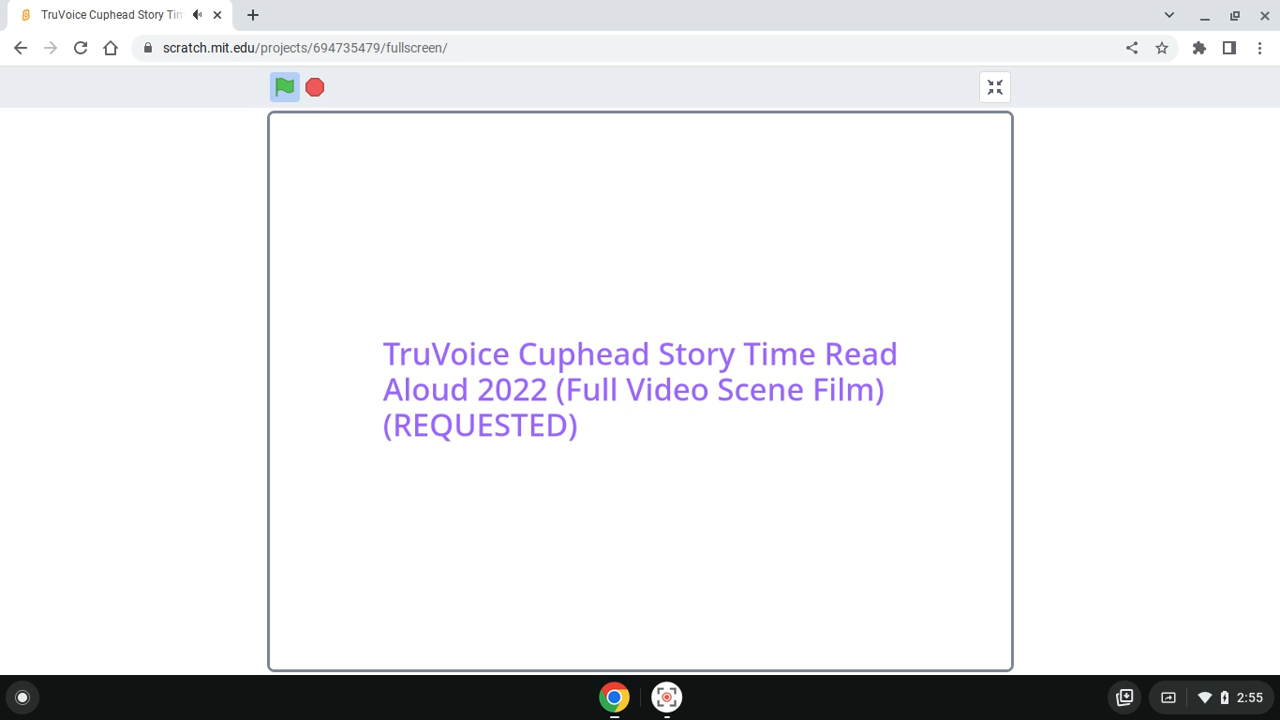 TruVoice Cuphead Story Tim
scratch.mit.edu/projects/694735479/fullscreen/
TruVoice Cuphead Story Time Read
Aloud 2022 (Full Video Scene Film)
(REQUESTED)
2:55